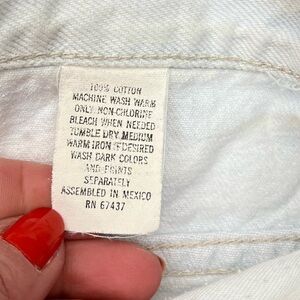 100% COTTON
MACHINE WASH WARM
ONLY NON-CHLORINE
BLEACH WHEN NEEDED
TUMBLE DRY MEDIUM
WARM IRON IF DESIRED
WASH DARK COLORS
AND PRINTS
SEPARATELY
ASSEMBLED IN MEXICO
RN 67437